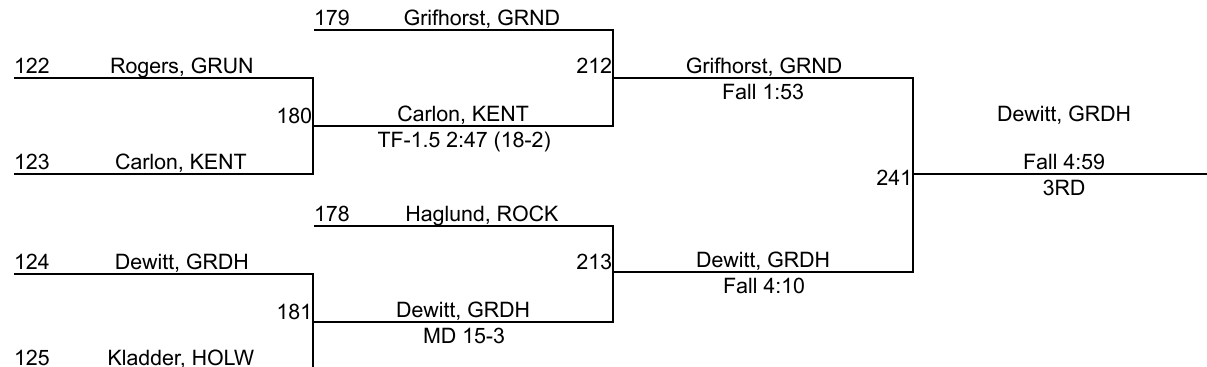 179 Grifhorst, GRND
122 Rogers, GRUN
212 Grifhorst, GRND
Fall 1:53
180 Carlon, KENT
TF-1.5 2:47 (18-2)
Dewitt, GRDH
123 Carlon, KENT
Fall 4:59
241
3RD
178 Haglund, ROCK
124 Dewitt, GRDH
213 Dewitt, GRDH
Fall 4:10
181 Dewitt, GRDH
MD 15-3
125 Kladder, HOLW